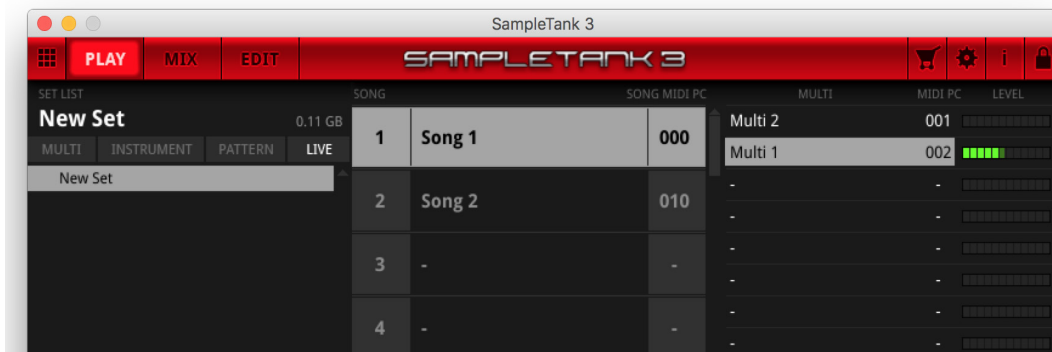 SampleTank 3
PLAY MIX EDIT SAMPLETANK 3 i
SET LIST SONG SONG MIDI PC MULTI MIDI PC LEVEL
New Set 0.11 GB
MULTI INSTRUMENT PATTERN LIVE
New Set
1 Song 1 000
2 Song 2 010
3 - -
4 - -
Multi 2 001
Multi 1 002
- -
- -
- -
- -
- -
- -